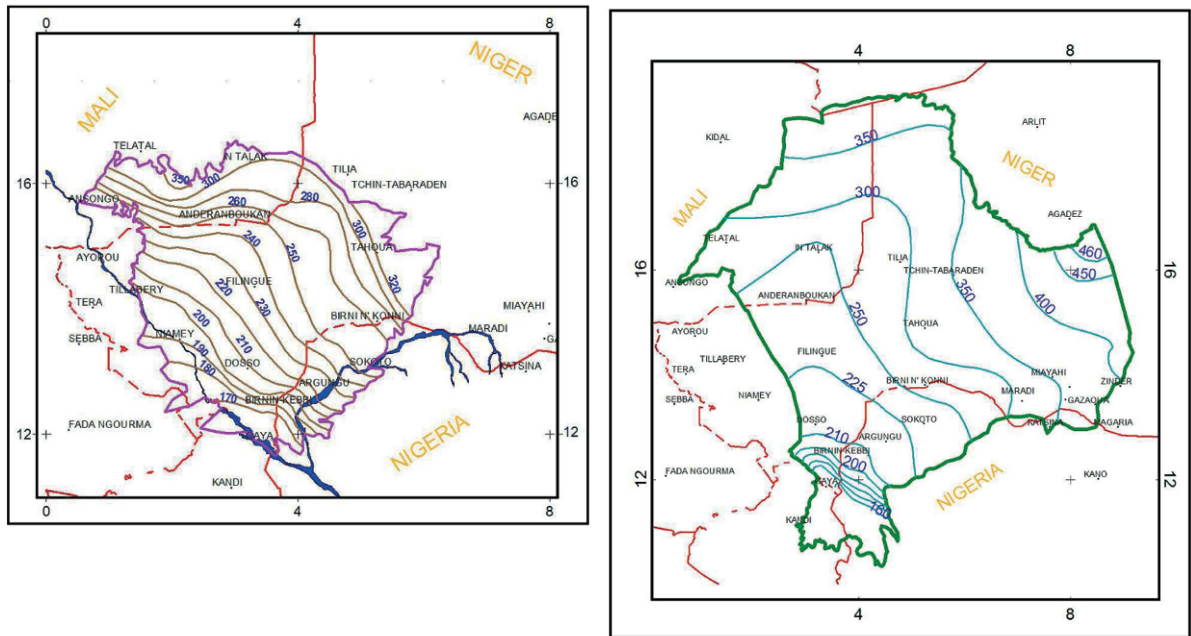 0
8
NIGER
MALI
AGADE
TELATAL
N TALAK
TILIA
TCHIN-TABARADEN
16
16
350
300
260
280
ANSONGO
ANDERANBOUKAN
300
240
250
TAHOUA
AYOROU
FILINGUE
320
TILLABERY
220
230
TERA
MIAYAHI
200
BIRNI N' KONNI
NIAMEY
190
210
MARADI
GA
SEBBA
180
DOSSO
SOKOTO
KATSINA
170
ARGUNGU
BIRNIN KEBBI
12
12
FADA NGOURMA
GAYA
NIGERIA
KANDI
0
4
8
4
8
KIDAL
350
ARLIT
NIGER
MALI
300
AGADEZ
TELATAL
IN TALAK
TILIA
460
16
TCHIN-TABARADEN
450
16
ANSONGO
ANDERANBOUKAN
350
400
250
AYOROU
TAHOUA
TILLABERY
FILINGUE
TERA
225
BIRNI N' KONNI
MIAYAHI
ZINDER
SEBBA
NIAMEY
MARADI
GAZAOUA
DOSSO
SOKOTO
KATSINA
MAGARIA
210
ARGUNGU
BIRNIN KEBBI
200
FADA NGOURMA
12
GAYA
NIGERIA
KANO
12
160
KANDI
4
8